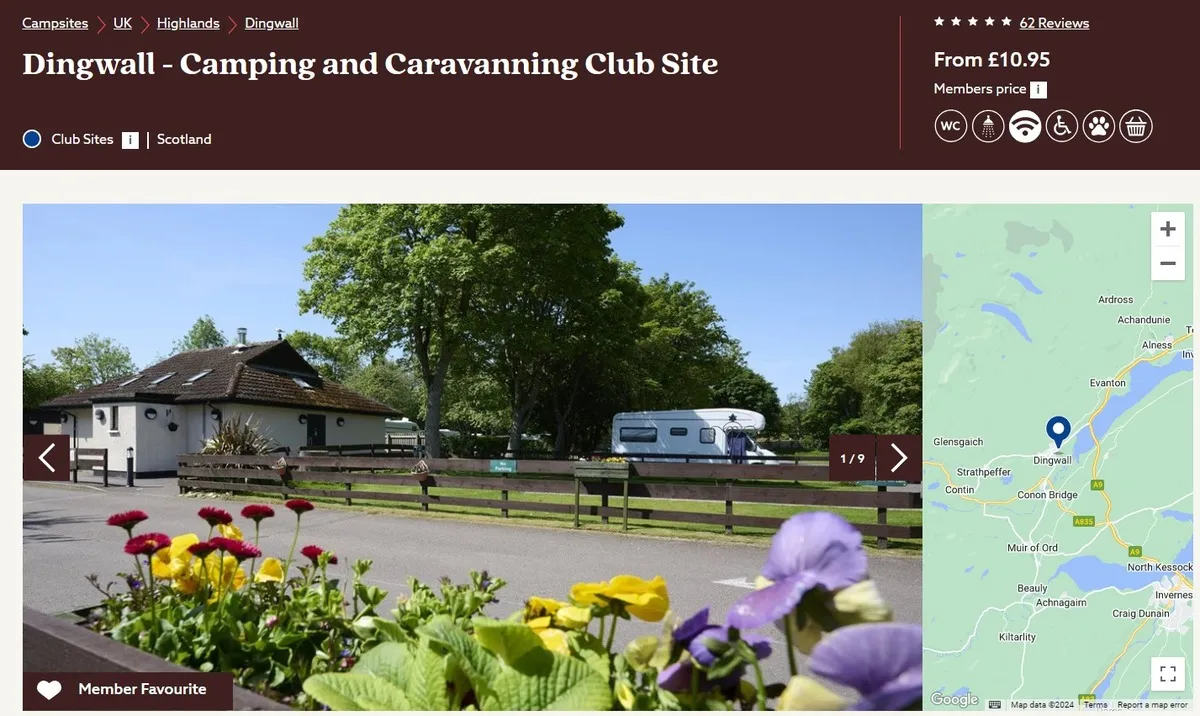 Campsites UK Highlands Dingwall
Dingwall - Camping and Caravanning Club Site
Club Sites i | Scotland
62 Reviews
From £10.95
Members price i
WC
No
Parking
1 / 9
Member Favourite
+
−
Ardross
Achandunie
Alness
Evanton
Glensgaich
Dingwall
Strathpeffer
A9
Contin
Conon Bridge
A835
Muir of Ord
A9
North Kessock
Beauly
Achnagairn
Invernes
Craig Dunain
Kiltarlity
Google
Map data ©2024 Terms Report a map error